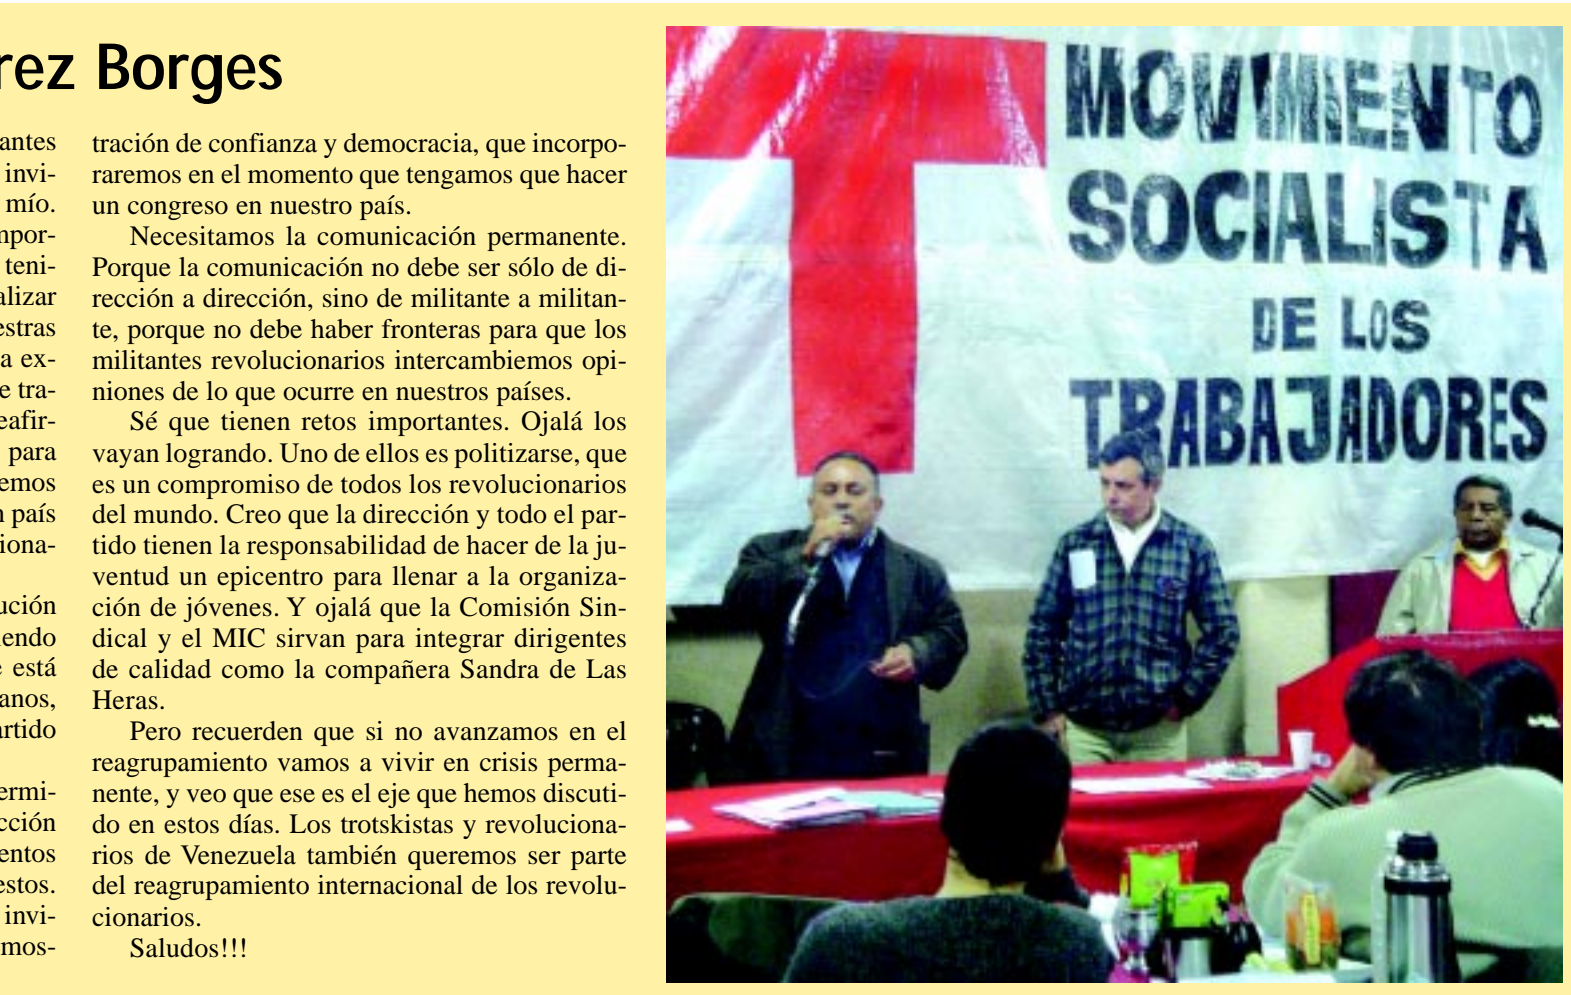 rez Borges
antes
invi-
mío.
mpor-
teni-
alizar
estras
a ex-
e tra-
eafir-
para
emos
n país
iona-
ución
endo
e está
anos,
artido
ermi-
cción
entos
estos.
invi-
mos-
tración de confianza y democracia, que incorpo-
raremos en el momento que tengamos que hacer
un congreso en nuestro país.
Necesitamos la comunicación permanente.
Porque la comunicación no debe ser sólo de di-
rección a dirección, sino de militante a militan-
te, porque no debe haber fronteras para que los
militantes revolucionarios intercambiemos opi-
niones de lo que ocurre en nuestros países.
Sé que tienen retos importantes. Ojalá los
vayan logrando. Uno de ellos es politizarse, que
es un compromiso de todos los revolucionarios
del mundo. Creo que la dirección y todo el par-
tido tienen la responsabilidad de hacer de la ju-
ventud un epicentro para llenar a la organiza-
ción de jóvenes. Y ojalá que la Comisión Sin-
dical y el MIC sirvan para integrar dirigentes
de calidad como la compañera Sandra de Las
Heras.
Pero recuerden que si no avanzamos en el
reagrupamiento vamos a vivir en crisis perma-
nente, y veo que ese es el eje que hemos discuti-
do en estos días. Los trotskistas y revoluciona-
rios de Venezuela también queremos ser parte
del reagrupamiento internacional de los revolu-
cionarios.
Saludos!!!
MOVIMIENTO
SOCIALISTA
DE LOS
TRABAJADORES